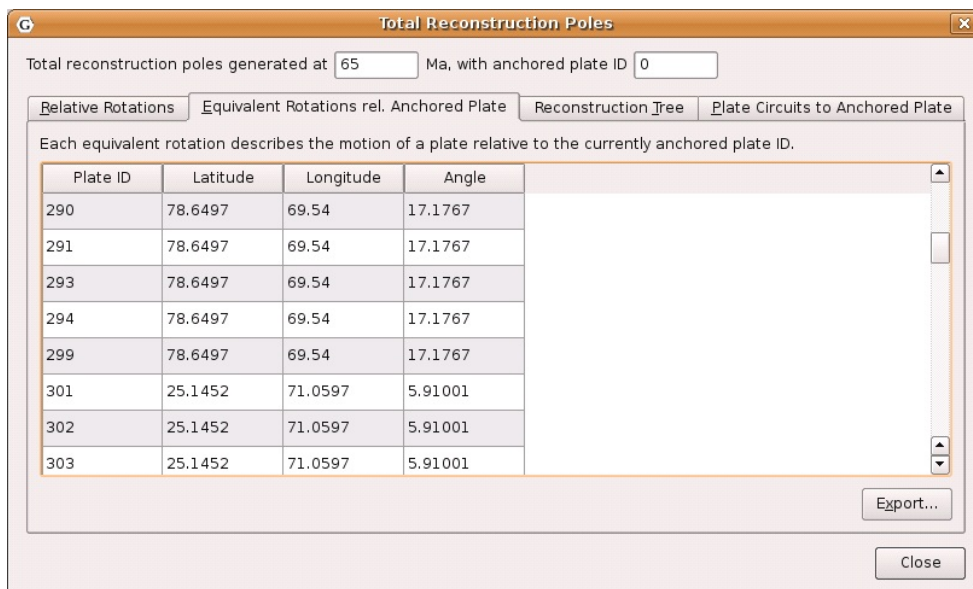 Total Reconstruction Poles
Total reconstruction poles generated at 65 Ma, with anchored plate ID 0
Relative Rotations Equivalent Rotations rel. Anchored Plate Reconstruction Tree Plate Circuits to Anchored Plate
Each equivalent rotation describes the motion of a plate relative to the currently anchored plate ID.
Plate ID Latitude Longitude Angle
290 78.6497 69.54 17.1767
291 78.6497 69.54 17.1767
293 78.6497 69.54 17.1767
294 78.6497 69.54 17.1767
299 78.6497 69.54 17.1767
301 25.1452 71.0597 5.91001
302 25.1452 71.0597 5.91001
303 25.1452 71.0597 5.91001
Export...
Close